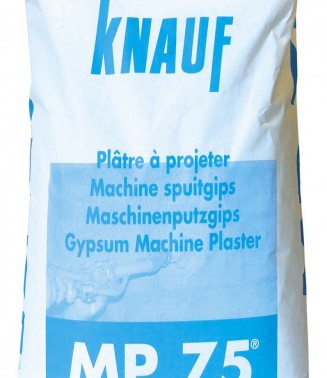 KNAUF
Plâtre à projeter
Machine spuitgips
Maschinenputzgips
Gypsum Machine Plaster
MP 75®